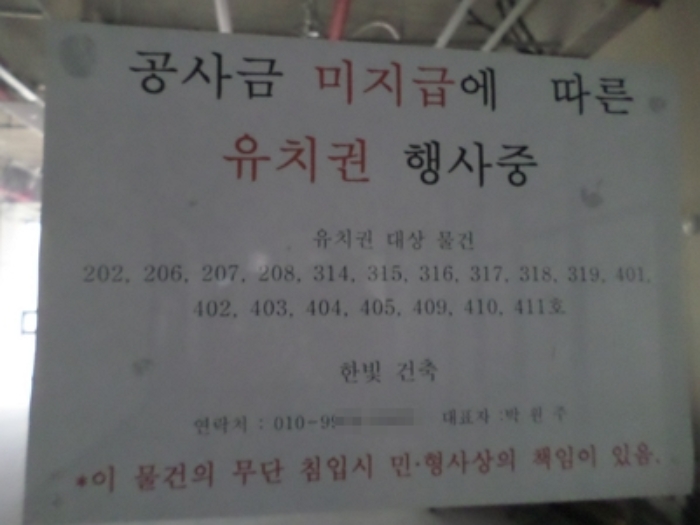 공사금 미지급에 따른
유치권 행사중
유치권 대상 물건
202, 206, 207, 208, 314, 315, 316, 317, 318, 319, 401,
402, 403, 404, 405, 409, 410, 411호
한빛 건축
연락처 : 010-99 대표자 :박 원 주
*이 물건의 무단 침입시 민·형사상의 책임이 있음.